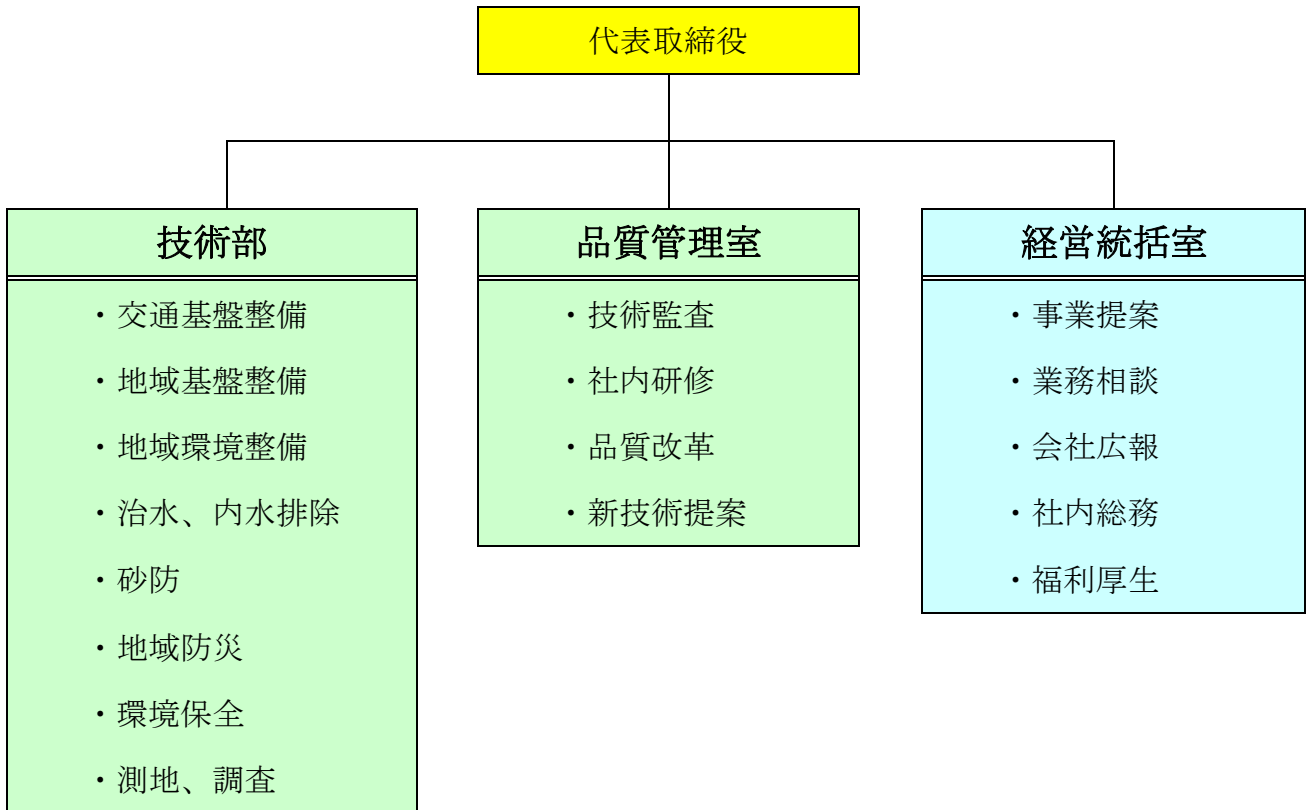 代表取締役
技術部
・交通基盤整備
・地域基盤整備
・地域環境整備
・治水、内水排除
・砂防
・地域防災
・環境保全
・測地、調査
品質管理室
・技術監査
・社内研修
・品質改革
・新技術提案
経営統括室
・事業提案
・業務相談
・会社広報
・社内総務
・福利厚生